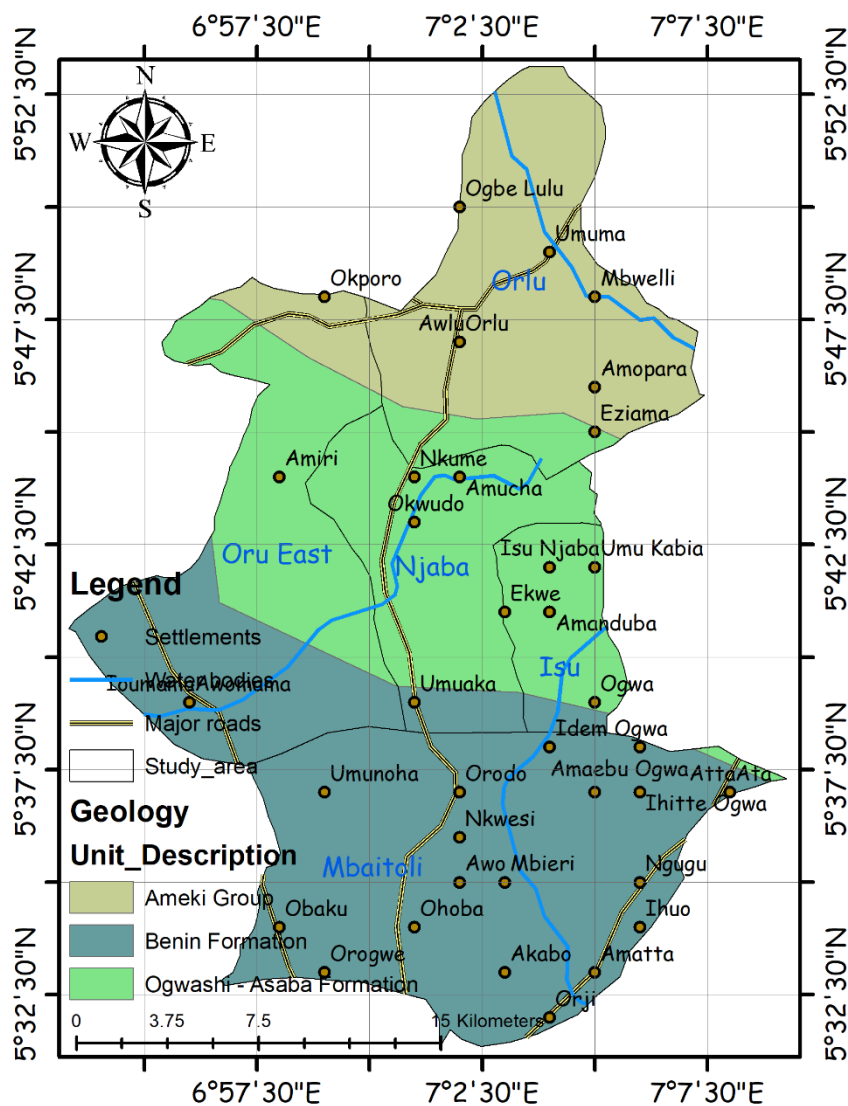 6°57'30"E 7°2'30"E 7°7'30"E
5°52'30"N 5°52'30"N
N
W E
S
Ogbe Lulu
Umuma
Orlu
Okporo
Mbwelli
5°47'30"N 5°47'30"N
AwluOrlu
Amopara
Eziama
Amiri
Nkume
Amucha
Okwudo
5°42'30"N 5°42'30"N
Oru East
Njaba
Isu Njaba Umu Kabia
Ekwe
Amanduba
Isu
Legend
Settlements
Waterbodies
Awomama
Umuaka
Ogwa
Major roads
Idem Ogwa
Study_area
5°37'30"N 5°37'30"N
Umunoha
Orodo
Amaebu Ogwa
AttaAta
Ihitte Ogwa
Geology
Nkwesi
Unit_Description
Mbaitoli
Awo Mbieri
Ngugu
Ameki Group
Obaku
Ohoba
Ihuo
Benin Formation
Orogwe
Akabo
Amatta
Ogwashi - Asaba Formation
Orji
5°32'30"N 5°32'30"N
0 3.75 7.5 15 Kilometers
6°57'30"E 7°2'30"E 7°7'30"E